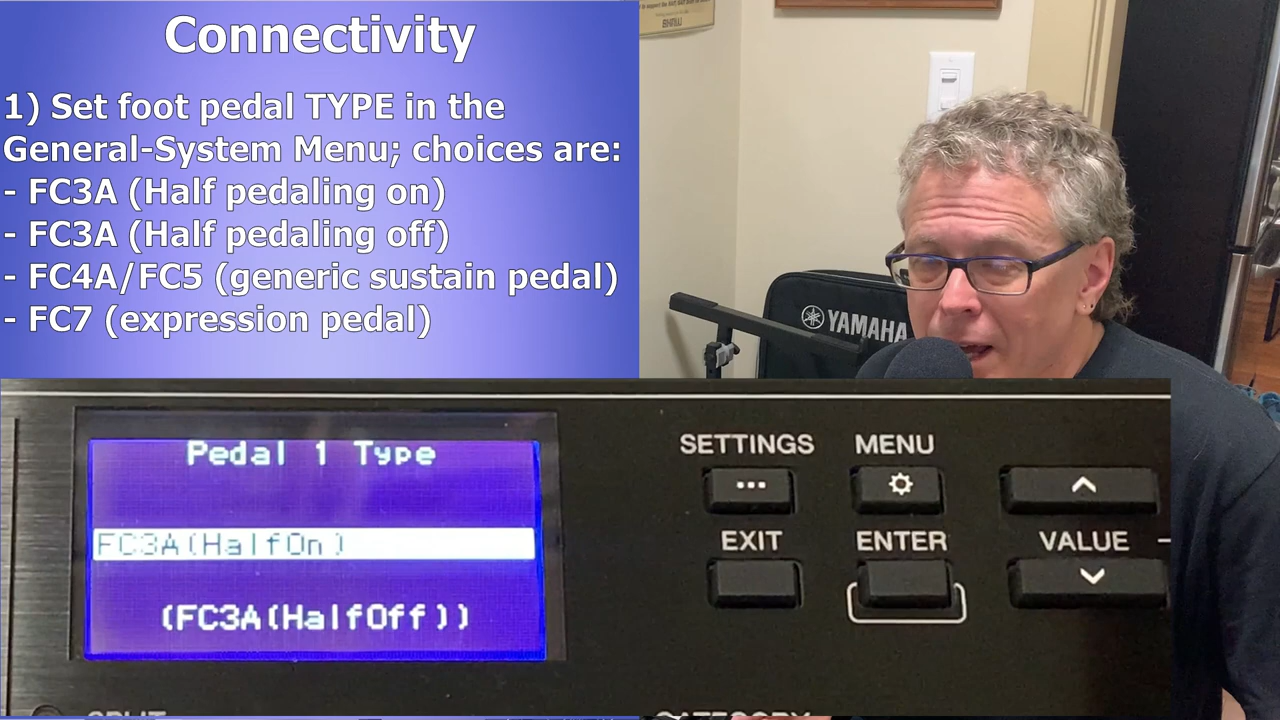 Connectivity
1) Set foot pedal TYPE in the
General-System Menu; choices are:
- FC3A (Half pedaling on)
- FC3A (Half pedaling off)
- FC4A/FC5 (generic sustain pedal)
- FC7 (expression pedal)
YAMAHA
Pedal 1 Type
FC3A(HalfOn)
(FC3A(HalfOff))
SETTINGS
MENU
EXIT
ENTER
VALUE
SPLIT
CATEGORY